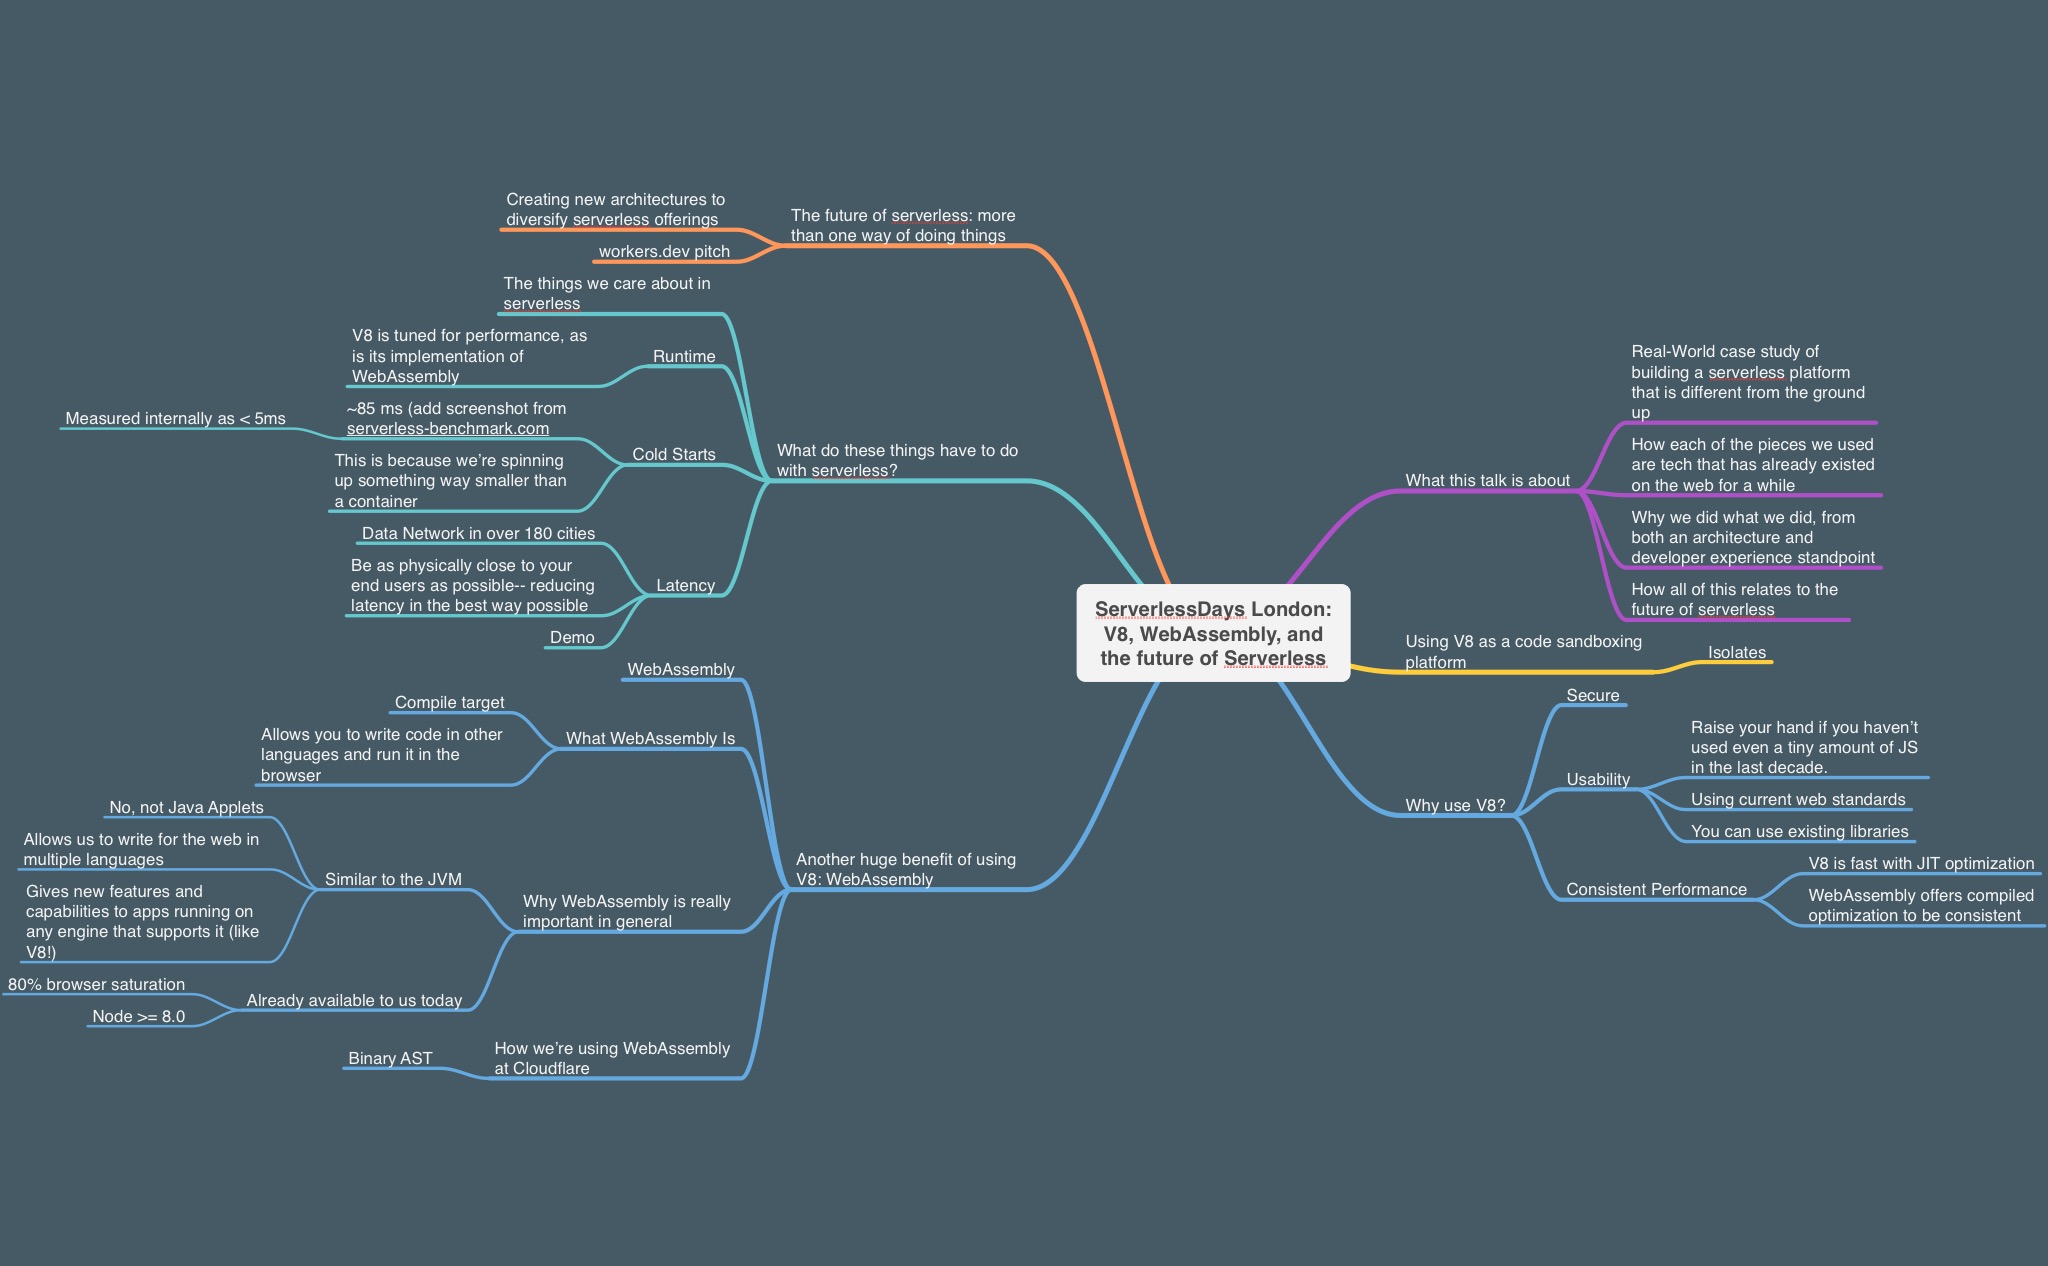 ServerlessDays London:
V8, WebAssembly, and
the future of Serverless
What this talk is about
Real-World case study of
building a serverless platform
that is different from the ground
up
How each of the pieces we used
are tech that has already existed
on the web for a while
Why we did what we did, from
both an architecture and
developer experience standpoint
How all of this relates to the
future of serverless
Using V8 as a code sandboxing
platform
Isolates
Why use V8?
Secure
Usability
Raise your hand if you haven’t
used even a tiny amount of JS
in the last decade.
Using current web standards
You can use existing libraries
Consistent Performance
V8 is fast with JIT optimization
WebAssembly offers compiled
optimization to be consistent
Another huge benefit of using
V8: WebAssembly
WebAssembly
What WebAssembly Is
Compile target
Allows you to write code in other
languages and run it in the
browser
Why WebAssembly is really
important in general
Similar to the JVM
No, not Java Applets
Allows us to write for the web in
multiple languages
Gives new features and
capabilities to apps running on
any engine that supports it (like
V8!)
Already available to us today
80% browser saturation
Node >= 8.0
How we’re using WebAssembly
at Cloudflare
Binary AST
What do these things have to do
with serverless?
The things we care about in
serverless
Runtime
V8 is tuned for performance, as
is its implementation of
WebAssembly
Cold Starts
~85 ms (add screenshot from
serverless-benchmark.com
Measured internally as < 5ms
This is because we’re spinning
up something way smaller than
a container
Latency
Data Network in over 180 cities
Be as physically close to your
end users as possible-- reducing
latency in the best way possible
Demo
The future of serverless: more
than one way of doing things
Creating new architectures to
diversify serverless offerings
workers.dev pitch